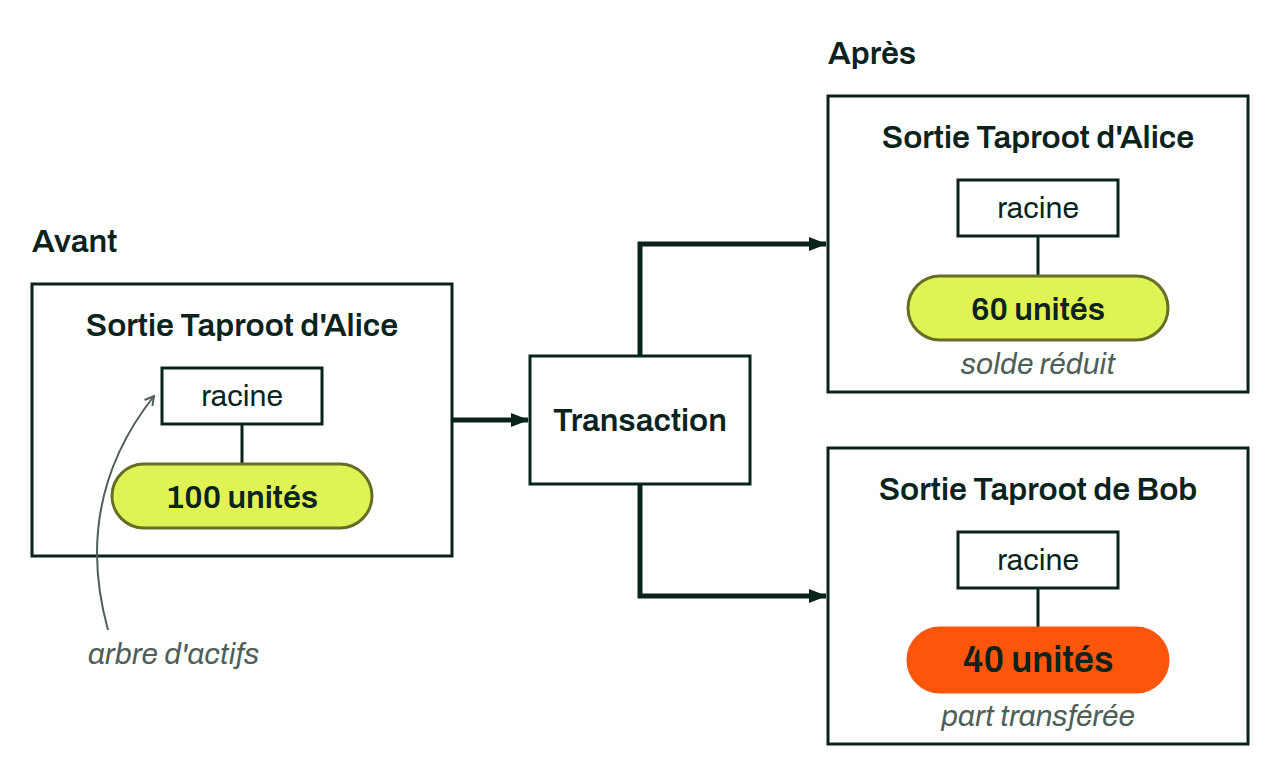 Avant
Sortie Taproot d'Alice
racine
100 unités
arbre d'actifs
Transaction
Après
Sortie Taproot d'Alice
racine
60 unités
solde réduit
Sortie Taproot de Bob
racine
40 unités
part transférée